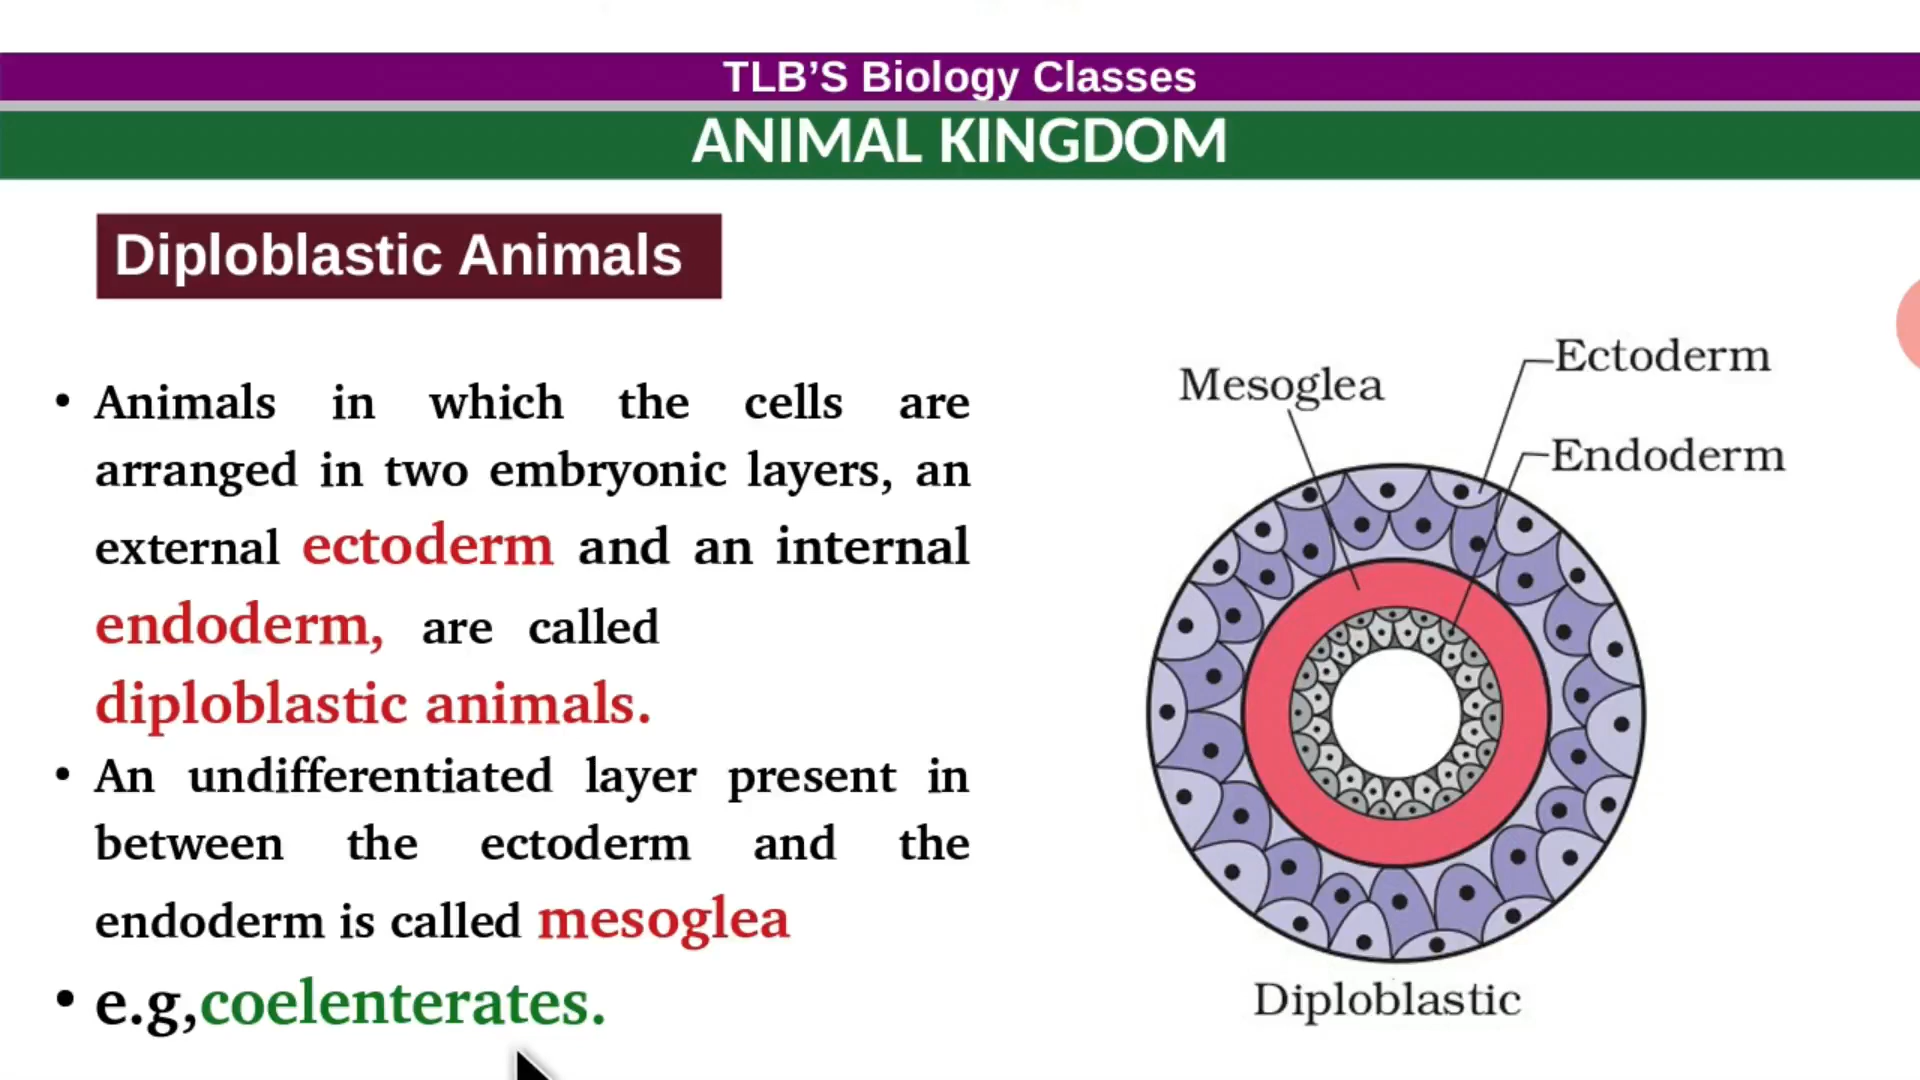 TLB’S Biology Classes
ANIMAL KINGDOM
Diploblastic Animals
• Animals in which the cells are
arranged in two embryonic layers, an
external ectoderm and an internal
endoderm, are called
diploblastic animals.
• An undifferentiated layer present in
between the ectoderm and the
endoderm is called mesoglea
• e.g,coelenterates.
Ectoderm
Mesoglea
Endoderm
Diploblastic